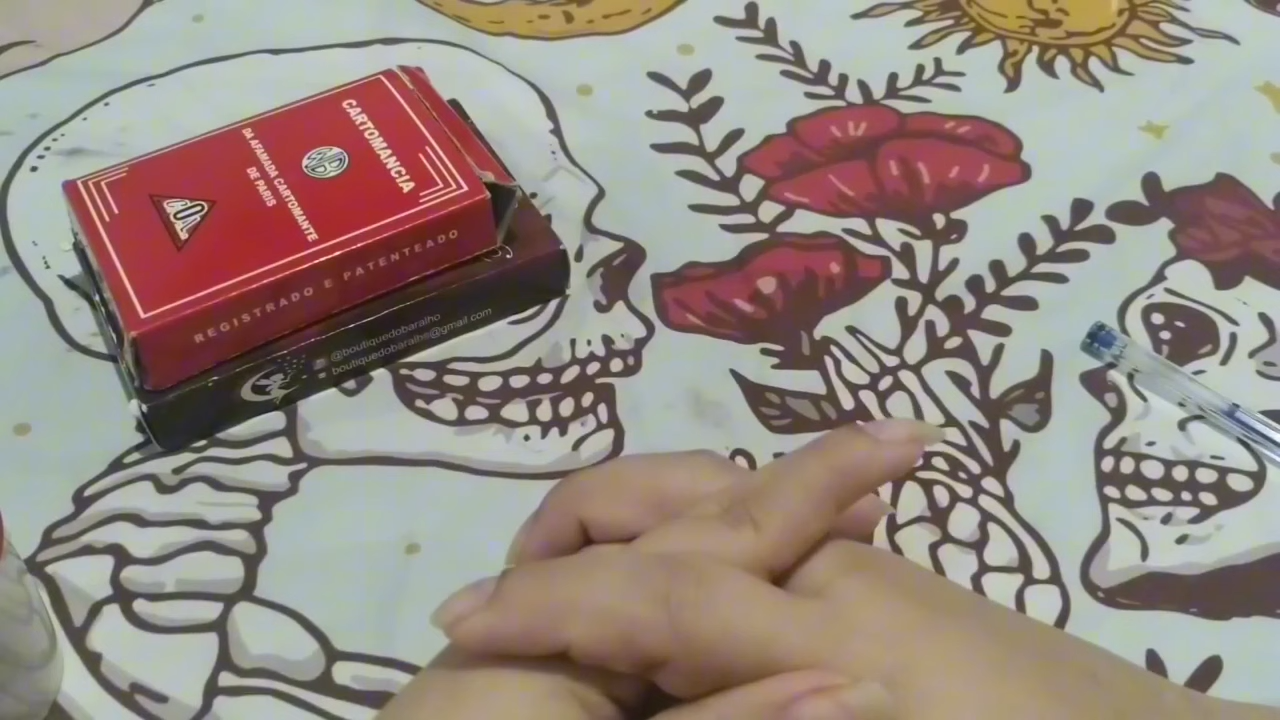 CARTOMANCIA
DA AFAMADA CARTOMANTE
DE PARIS
REGISTRADO E PATENTEADO
@boutiquedobaralho
boutiquedobaralho@gmail.com